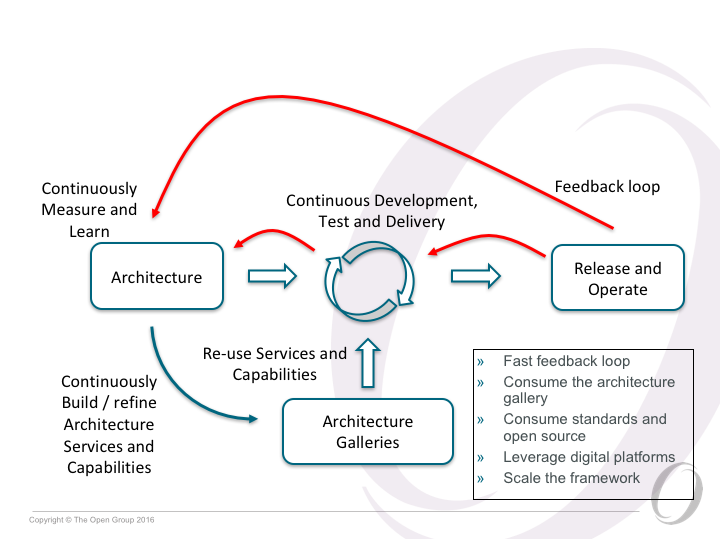 Continuously
Measure and
Learn
Continuous Development,
Test and Delivery
Feedback loop
Architecture
Release and
Operate
Re-use Services and
Capabilities
Continuously
Build / refine
Architecture
Services and
Capabilities
Architecture
Galleries
» Fast feedback loop
» Consume the architecture
gallery
» Consume standards and
open source
» Leverage digital platforms
» Scale the framework
Copyright © The Open Group 2016